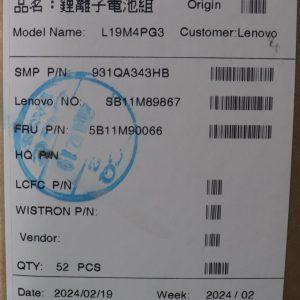 品名：鋰離子電池組 Origin
Model Name: L19M4PG3 Customer:Lenovo
SMP P/N: 931QA343HB
Lenovo NO: SB11M89867
FRU P/N: 5B11M90066
HQ P/N:
LCFC P/N:
WISTRON P/N:
Vendor:
QTY: 52 PCS
Date: 2024/02/19 Week: 2024/02